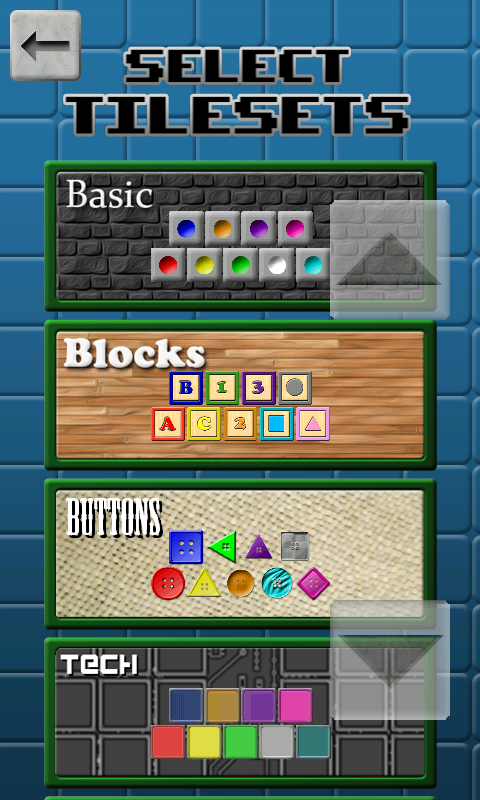 SELECT
TILESETS
Basic
Blocks
B 1 3
A C 2
BUTTONS
TECH